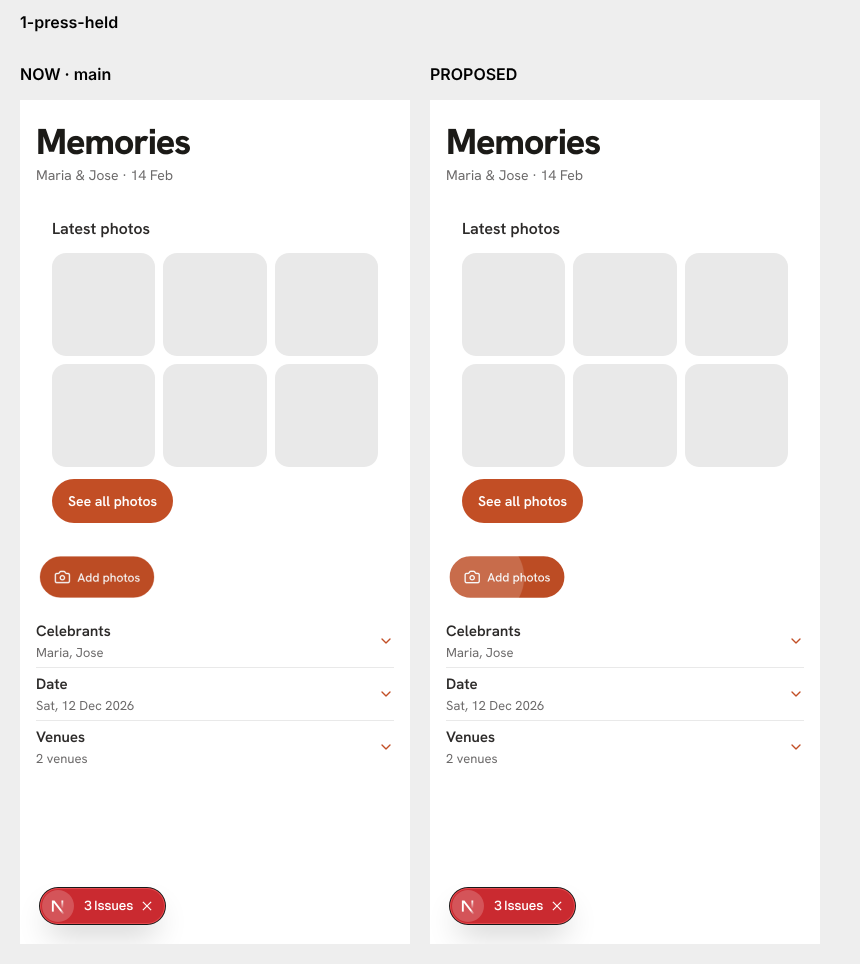 1-press-held
NOW · main
Memories
Maria & Jose · 14 Feb
Latest photos
See all photos
Add photos
Celebrants
Maria, Jose
Date
Sat, 12 Dec 2026
Venues
2 venues
N 3 Issues
PROPOSED
Memories
Maria & Jose · 14 Feb
Latest photos
See all photos
Add photos
Celebrants
Maria, Jose
Date
Sat, 12 Dec 2026
Venues
2 venues
N 3 Issues